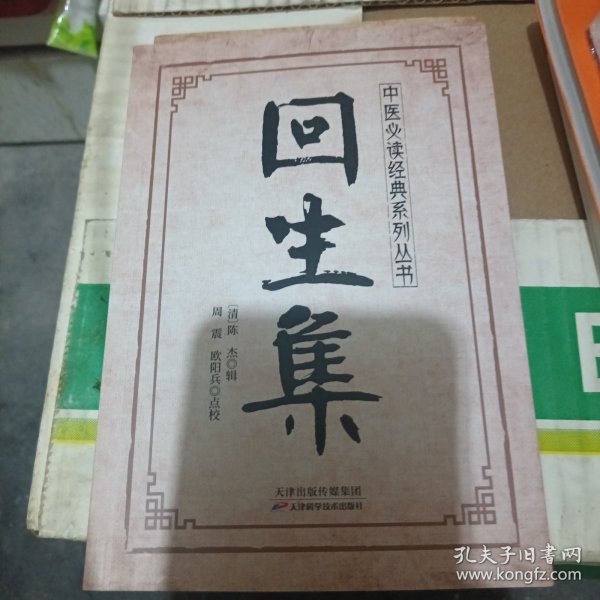 中医必读经典系列丛书
回生集
[清]陈杰◎辑
周震 欧阳兵◎点校
天津出版传媒集团
天津科学技术出版社
孔夫子旧书网
www.kongfz.com